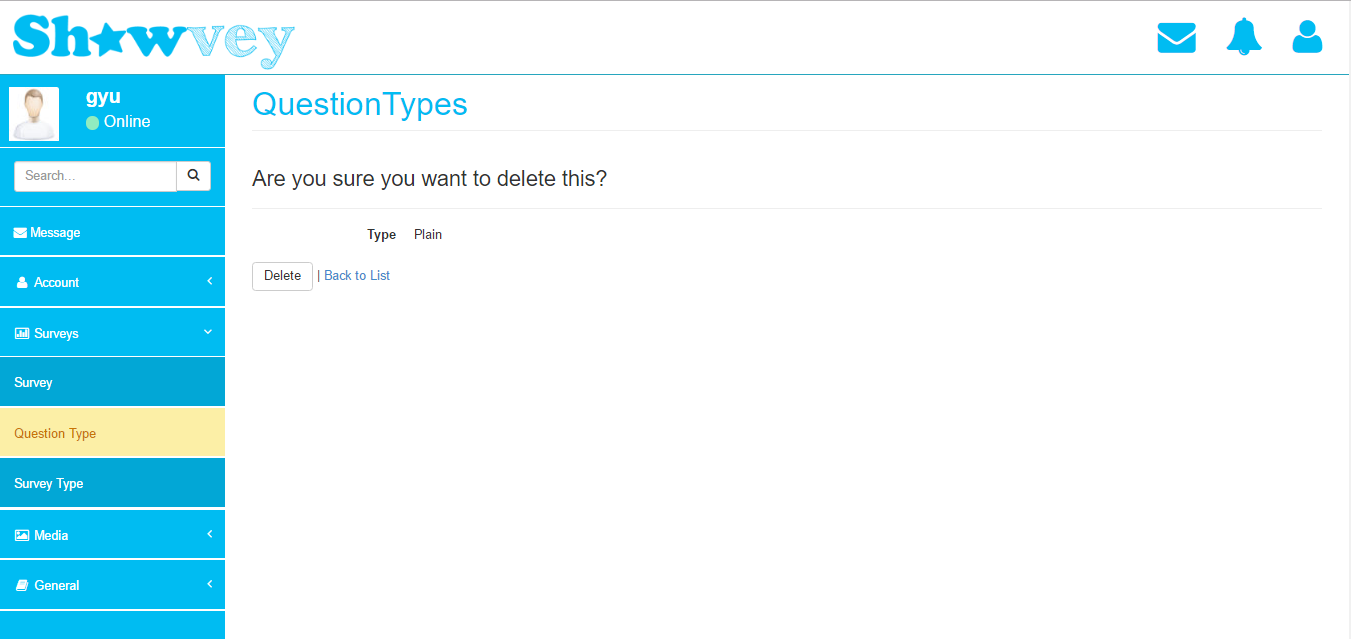 Sh★wvey
gyu
Online
Search...
Message
Account
Surveys
Survey
Question Type
Survey Type
Media
General
QuestionTypes
Are you sure you want to delete this?
Type Plain
Delete | Back to List